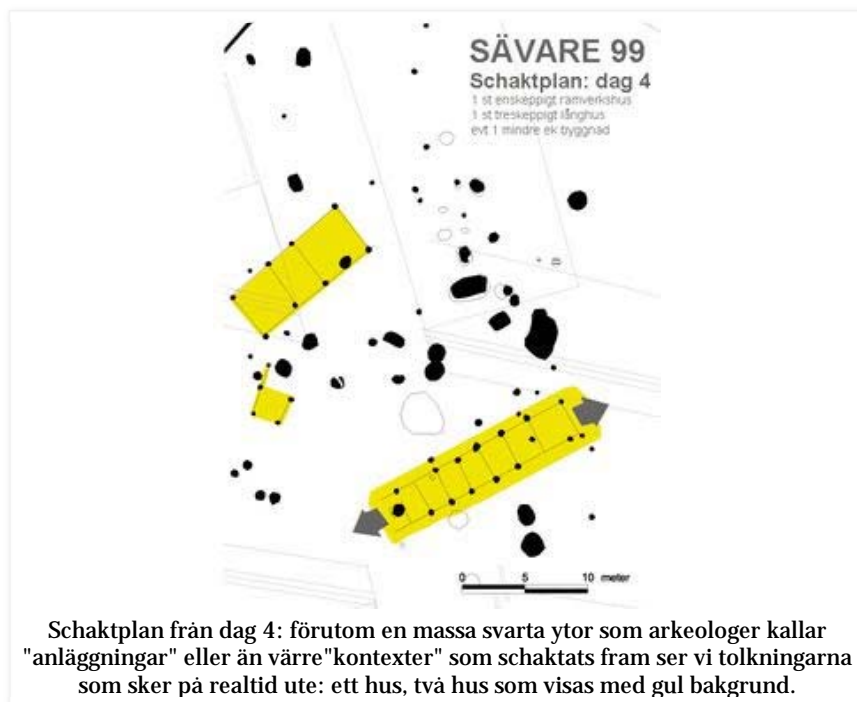 SÄVARE 99
Schaktplan: dag 4
1 st enskeppigt ramverkshus
1 st treskeppigt långhus
evt 1 mindre ek byggnad
0 5 10 meter
Schaktplan från dag 4: förutom en massa svarta ytor som arkeologer kallar
"anläggningar" eller än värre"kontexter" som schaktats fram ser vi tolkningarna
som sker på realtid ute: ett hus, två hus som visas med gul bakgrund.